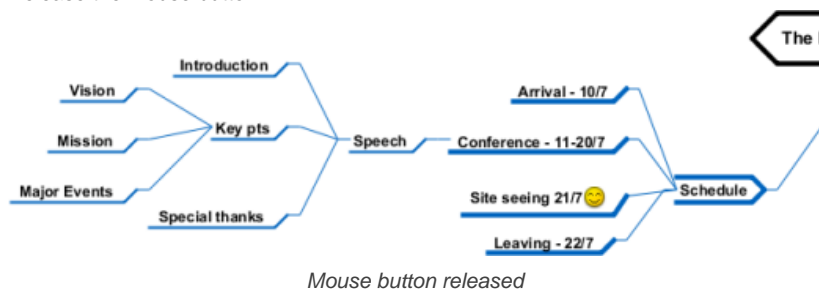 The
Introduction
Vision
Arrival - 10/7
Key pts
Mission
Speech
Conference - 11-20/7
Major Events
Site seeing 21/7
Schedule
Special thanks
Leaving - 22/7
Mouse button released